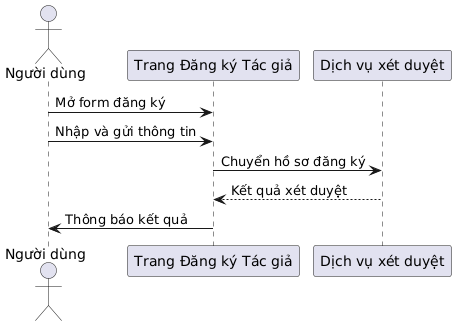 Người dùng
Trang Đăng ký Tác giả
Dịch vụ xét duyệt
Mở form đăng ký
Nhập và gửi thông tin
Chuyển hồ sơ đăng ký
Kết quả xét duyệt
Thông báo kết quả
Người dùng
Trang Đăng ký Tác giả
Dịch vụ xét duyệt